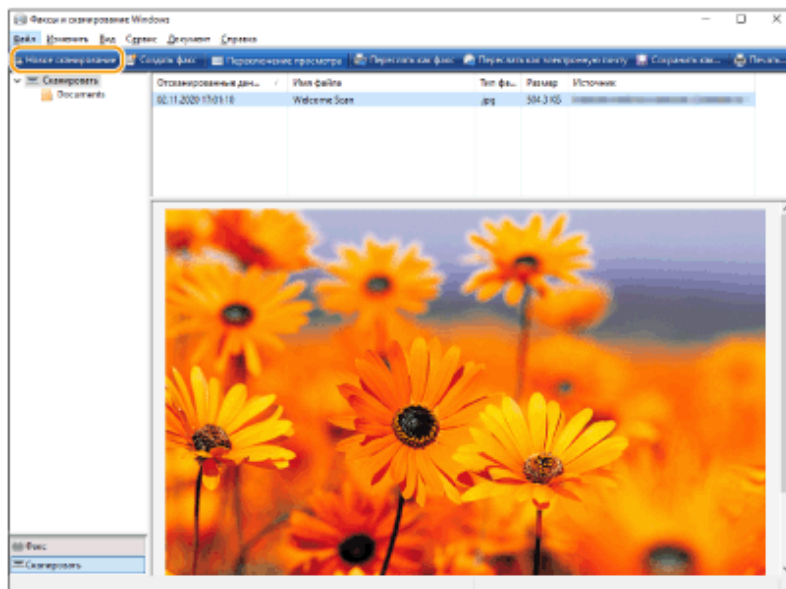 Факсы и сканирование Windows
Файл Изменить Вид Сервис Документ Справка
Новое сканирование Создать факс Переключение просмотра Переслать как факс Переслать как электронную почту Сохранить как... Печать...
Сканировать
Documents
Отсканированные дан... Имя файла Тип фа... Размер Источник
02.11.2020 17:01:10 Welcome Scan .jpg 504.3 КБ
Факс
Сканировать